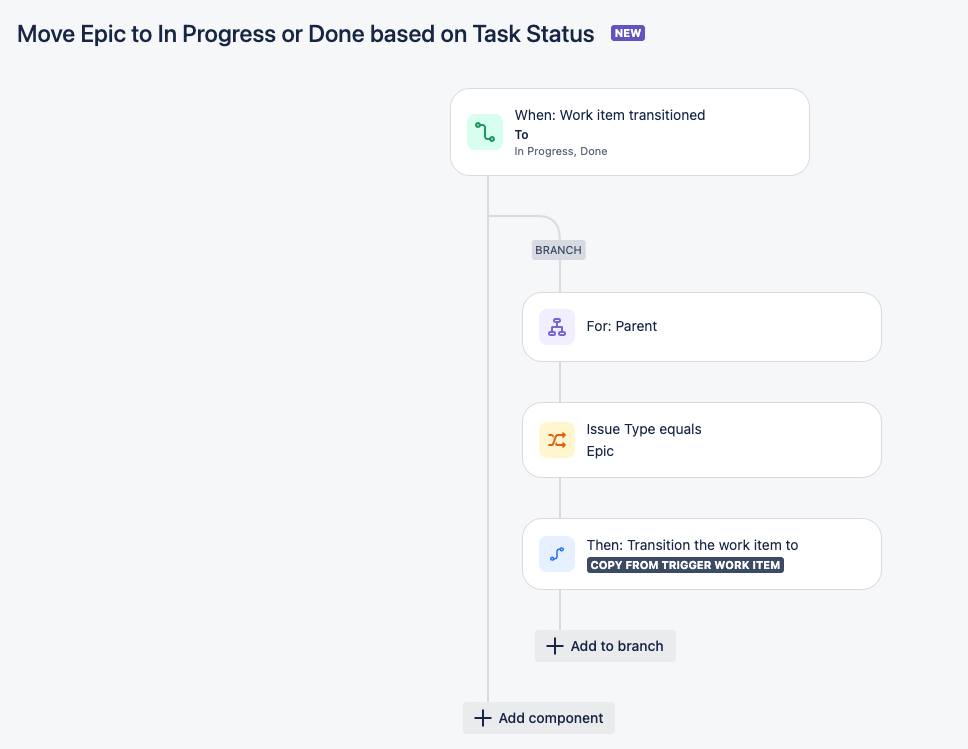 Move Epic to In Progress or Done based on Task Status NEW
When: Work item transitioned
To
In Progress, Done
BRANCH
For: Parent
Issue Type equals
Epic
Then: Transition the work item to
COPY FROM TRIGGER WORK ITEM
Add to branch
Add component